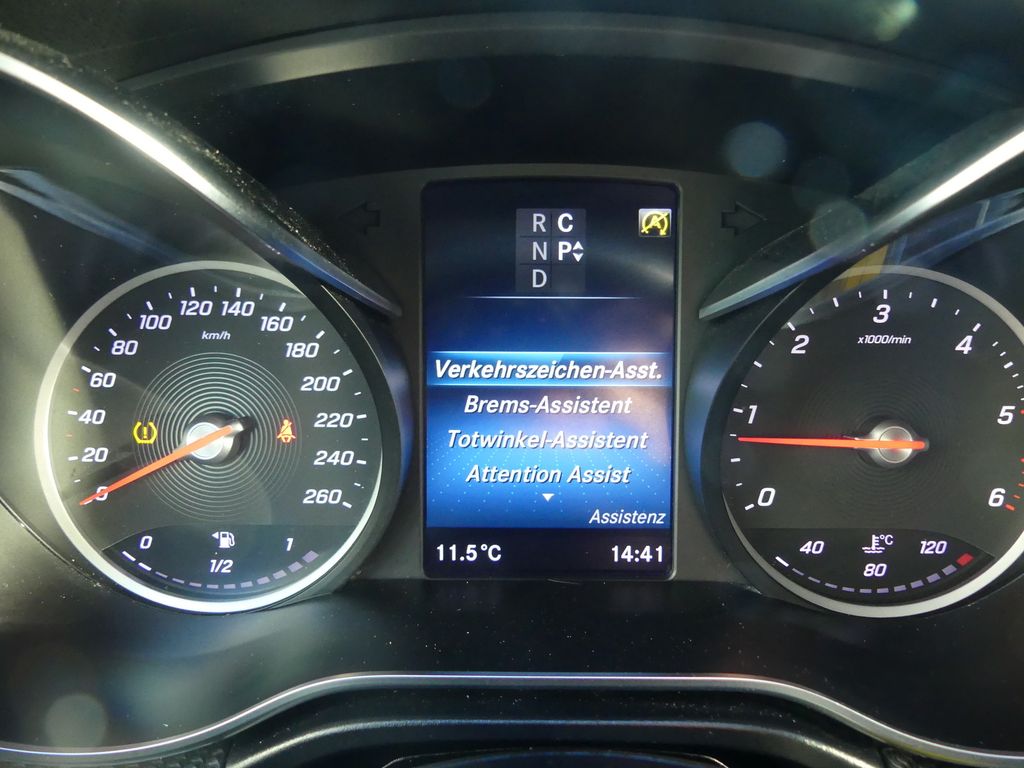 R C
N P
D
Verkehrszeichen-Asst.
Brems-Assistent
Totwinkel-Assistent
Attention Assist
Assistenz
11.5°C 14:41
0
20
40
60
80
100
120
140
160
180
200
220
240
260
km/h
0 1/2 1
0
1
2
3
4
5
6
x1000/min
°C
40 80 120
A